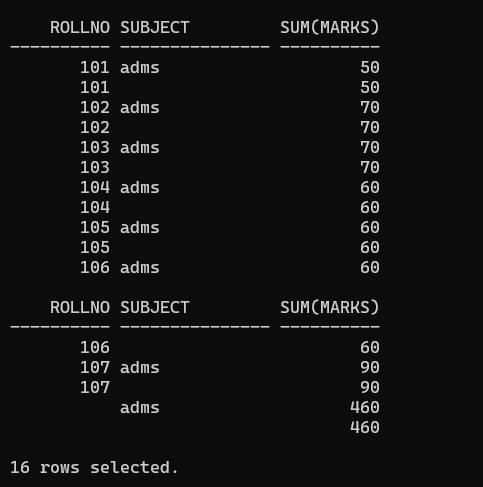 ROLLNO SUBJECT SUM(MARKS)
---------- --------------- ----------
101 adms 50
101 50
102 adms 70
102 70
103 adms 70
103 70
104 adms 60
104 60
105 adms 60
105 60
106 adms 60
ROLLNO SUBJECT SUM(MARKS)
---------- --------------- ----------
106 60
107 adms 90
107 90
adms 460
460
16 rows selected.